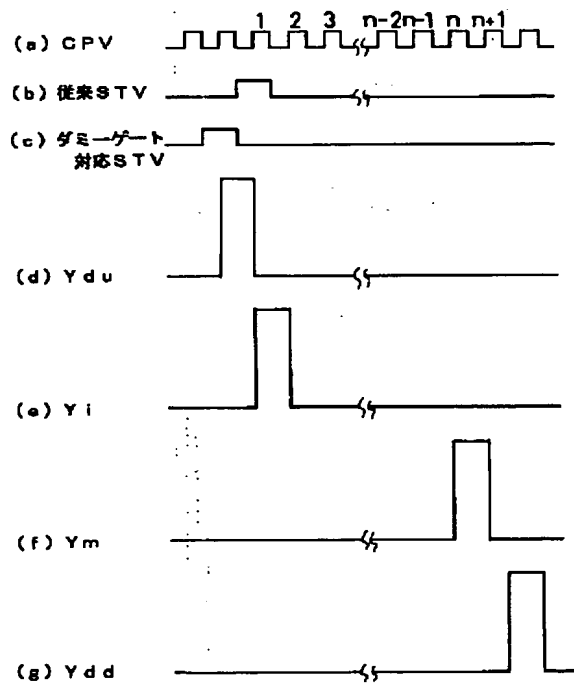 1 2 3 n-2 n-1 n n+1
(a) CPV
(b) 従来STV
(c) ダミーゲート
対応STV
(d) Ydu
(e) Yi
(f) Ym
(g) Ydd